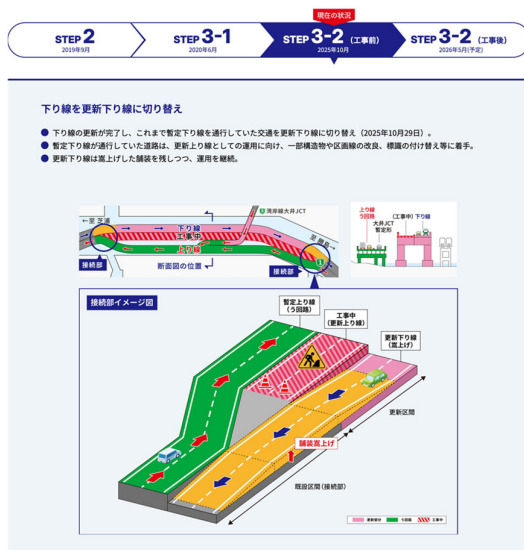 現在の状況
STEP 2
2019年9月
STEP 3-1
2020年6月
STEP 3-2 (工事前)
2025年10月
STEP 3-2 (工事後)
2026年5月(予定)
下り線を更新下り線に切り替え
● 下り線の更新が完了し、これまで暫定下り線を通行していた交通を更新下り線に切り替え（2025年10月29日）。
● 暫定下り線が通行していた道路は、更新上り線としての運用に向け、一部構造物や区画線の改良、標識の付け替え等に着手。
● 更新下り線は嵩上げした舗装を残しつつ、運用を継続。
湾岸線大井JCT
←至 芝浦
下り線
工事中
上り線
断面図の位置
接続部
接続部
上り線
う回路
大井JCT
暫定形
(工事中)下り線
接続部イメージ図
暫定上り線
（う回路）
工事中
（更新上り線）
更新下り線
（嵩上げ）
更新区間
舗装嵩上げ
既設区間(接続部)
更新部分
う回路
工事中